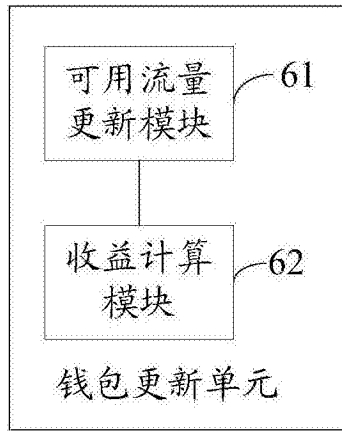 可用流量
更新模块
61
收益计算
模块
62
钱包更新单元